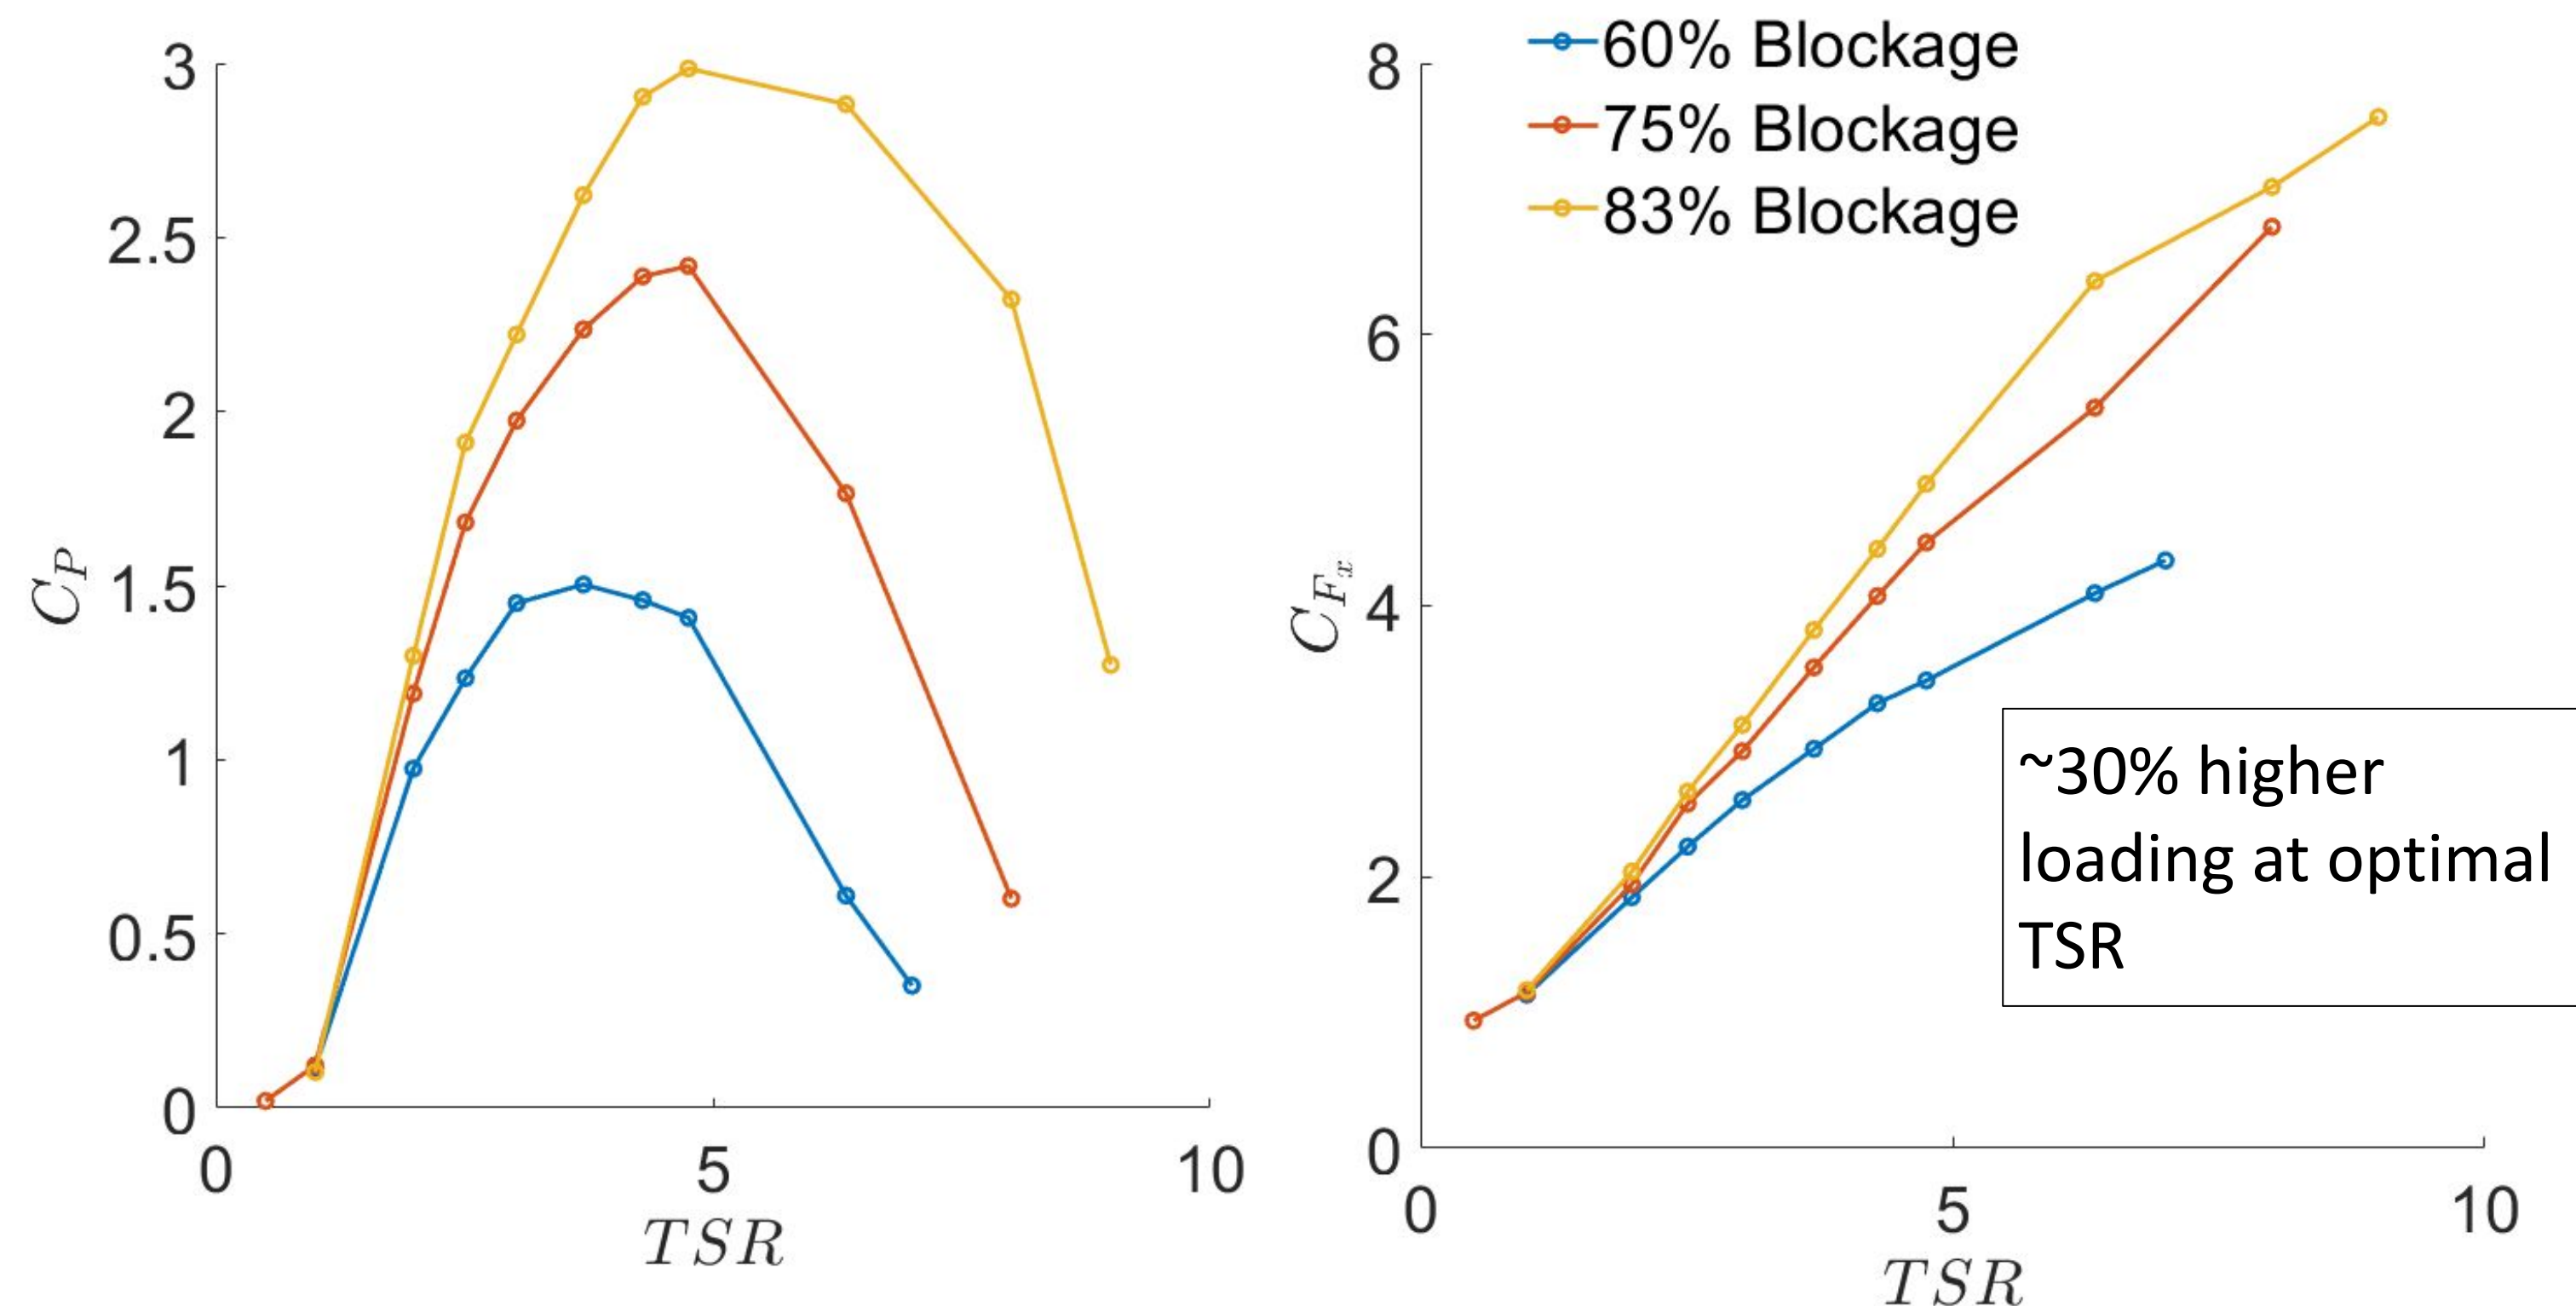 3
2.5
2
1.5
1
0.5
0
0 5 10
TSR
C_P
8
6
4
2
0
0 5 10
TSR
C_{F_x}
60% Blockage
75% Blockage
83% Blockage
~30% higher
loading at optimal
TSR